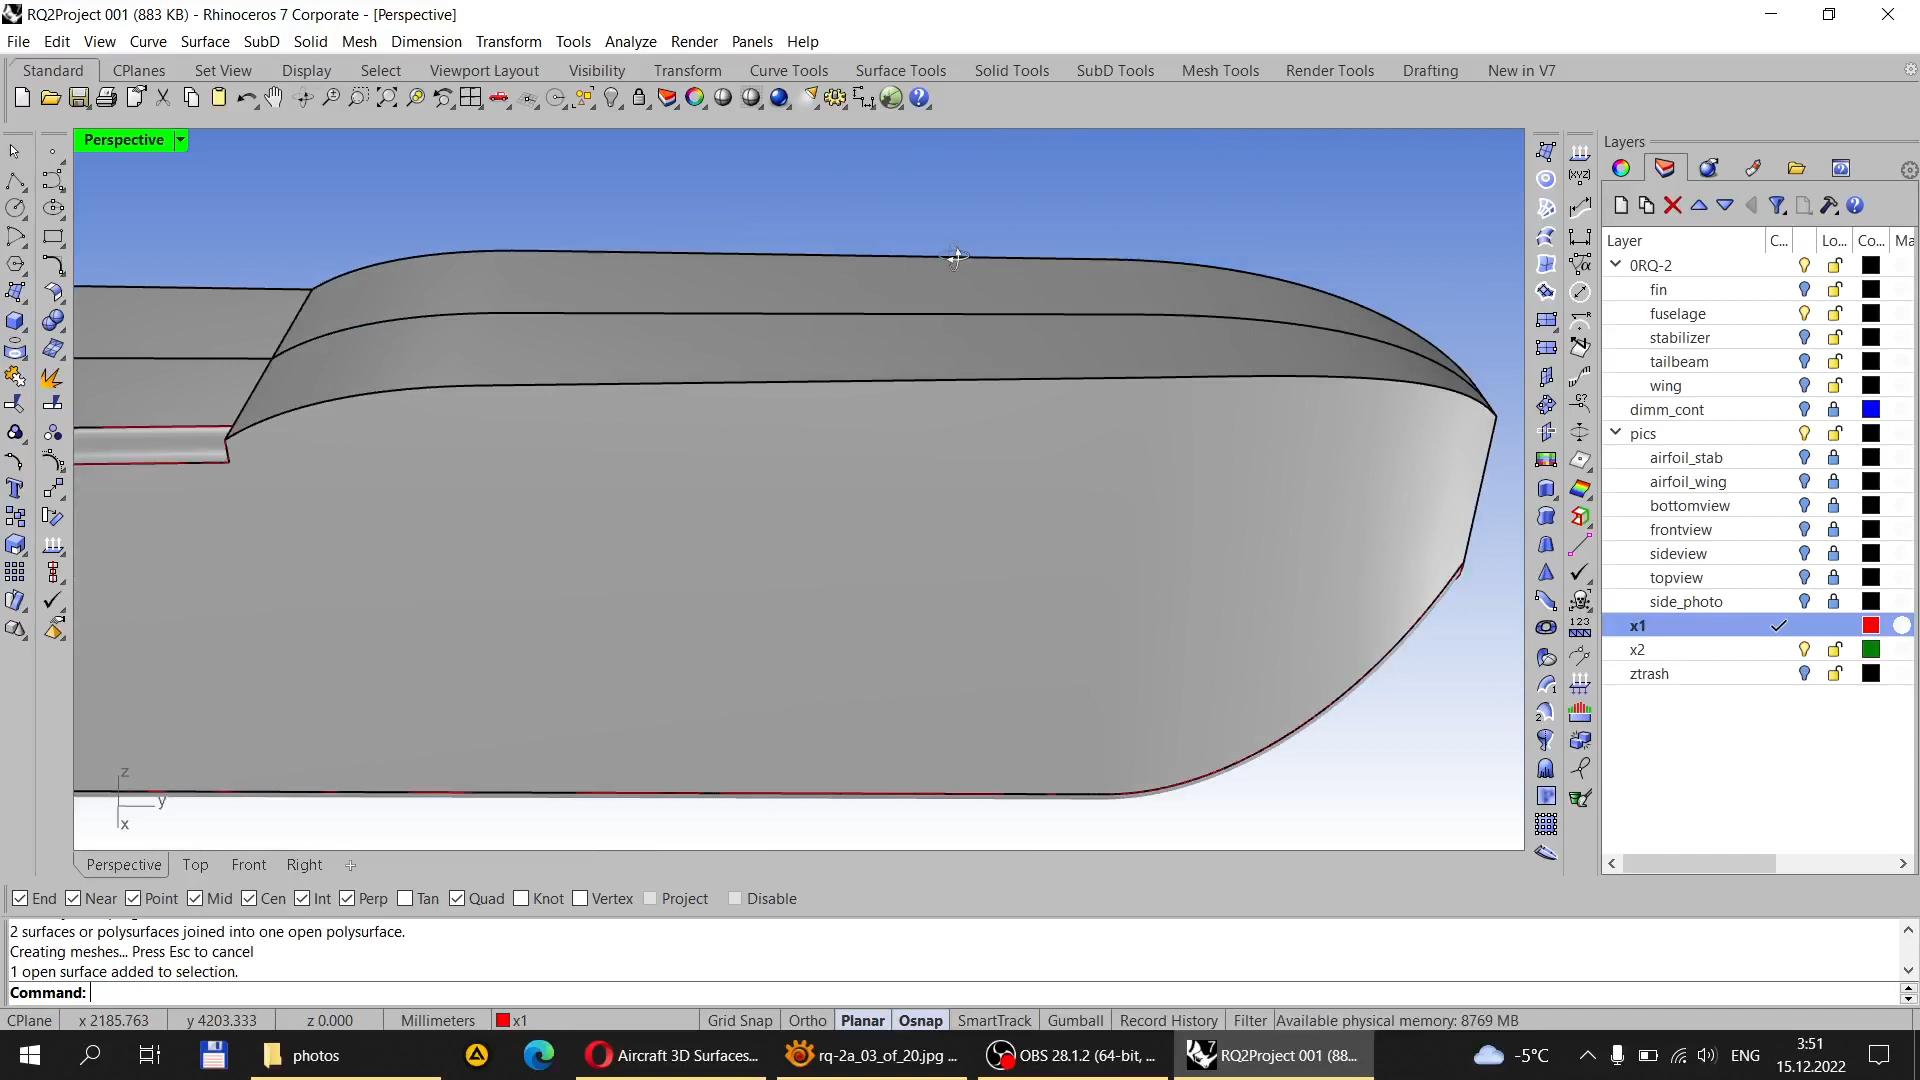 RQ2Project 001 (883 KB) - Rhinoceros 7 Corporate - [Perspective]
File Edit View Curve Surface SubD Solid Mesh Dimension Transform Tools Analyze Render Panels Help
Standard CPlanes Set View Display Select Viewport Layout Visibility Transform Curve Tools Surface Tools Solid Tools SubD Tools Mesh Tools Render Tools Drafting New in V7
Perspective
Layers
Layer C... Lo... Co... Ma
0RQ-2
fin
fuselage
stabilizer
tailbeam
wing
dimm_cont
pics
airfoil_stab
airfoil_wing
bottomview
frontview
sideview
topview
side_photo
x1
x2
ztrash
z
y
x
Perspective Top Front Right
End Near Point Mid Cen Int Perp Tan Quad Knot Vertex Project Disable
2 surfaces or polysurfaces joined into one open polysurface.
Creating meshes... Press Esc to cancel
1 open surface added to selection.
Command:
CPlane x 2185.763 y 4203.333 z 0.000 Millimeters x1 Grid Snap Ortho Planar Osnap SmartTrack Gumball Record History Filter Available physical memory: 8769 MB
photos Aircraft 3D Surfaces... rq-2a_03_of_20.jpg ... OBS 28.1.2 (64-bit, ... RQ2Project 001 (88... -5°C ENG 3:51
15.12.2022